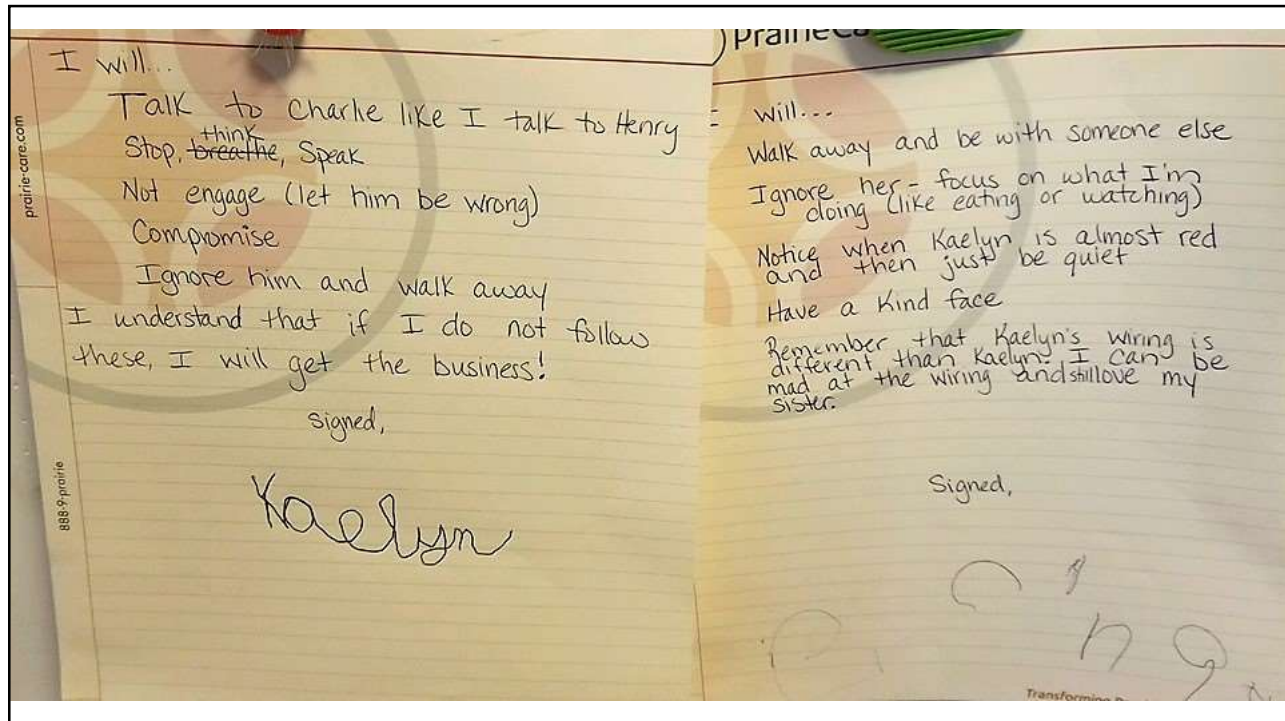 prairie-care.com
888-9-prairie
I will...
Talk to Charlie like I talk to Henry
think
Stop, breathe, Speak
Not engage (let him be wrong)
Compromise
Ignore him and walk away
I understand that if I do not follow
these, I will get the business!
signed,
Kaelyn
PrairieCa
I will...
Walk away and be with someone else
Ignore her - focus on what I'm
doing (like eating or watching)
Notice when Kaelyn is almost red
and then just be quiet
Have a kind face
Remember that Kaelyn's wiring is
different than Kaelyn. I can be
mad at the wiring and still love my
sister.
Signed,